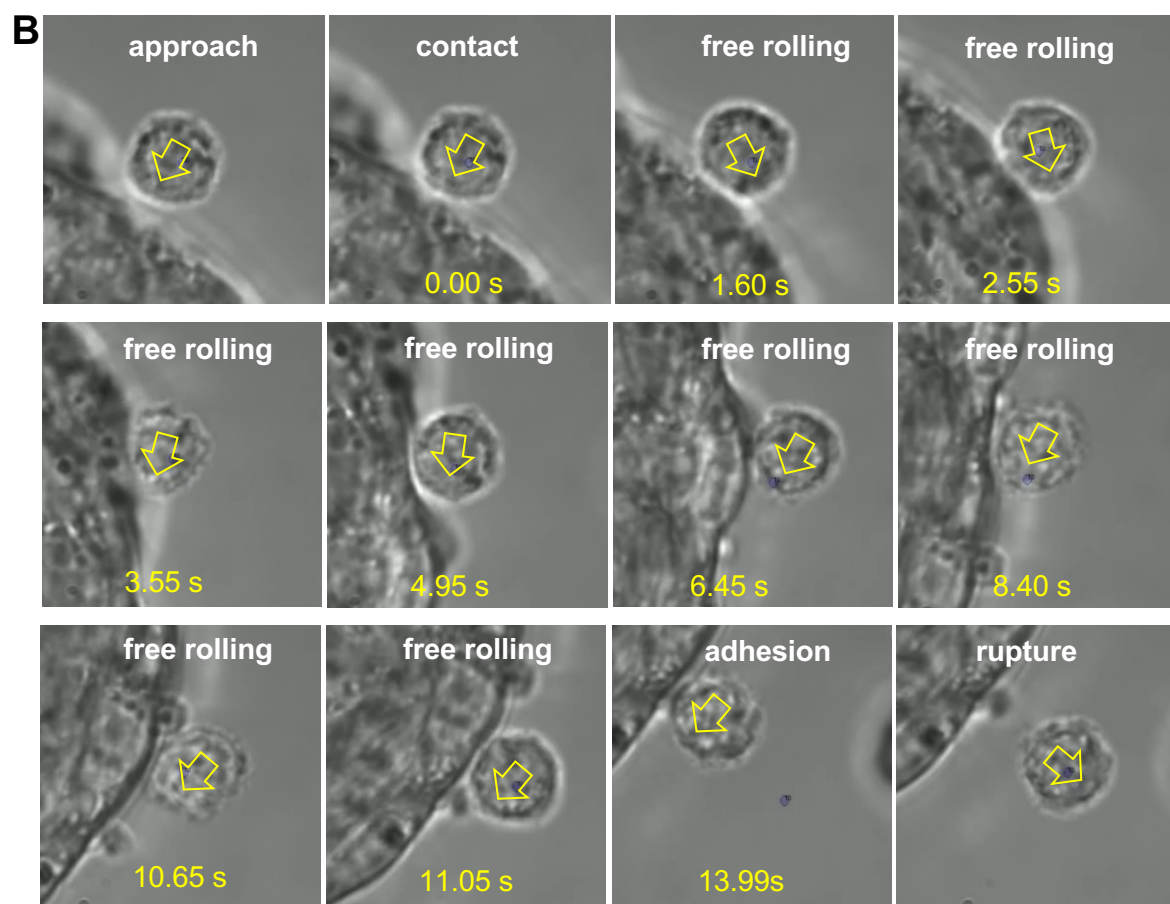 B
approach
contact
0.00 s
free rolling
1.60 s
free rolling
2.55 s
free rolling
3.55 s
free rolling
4.95 s
free rolling
6.45 s
free rolling
8.40 s
free rolling
10.65 s
free rolling
11.05 s
adhesion
13.99s
rupture